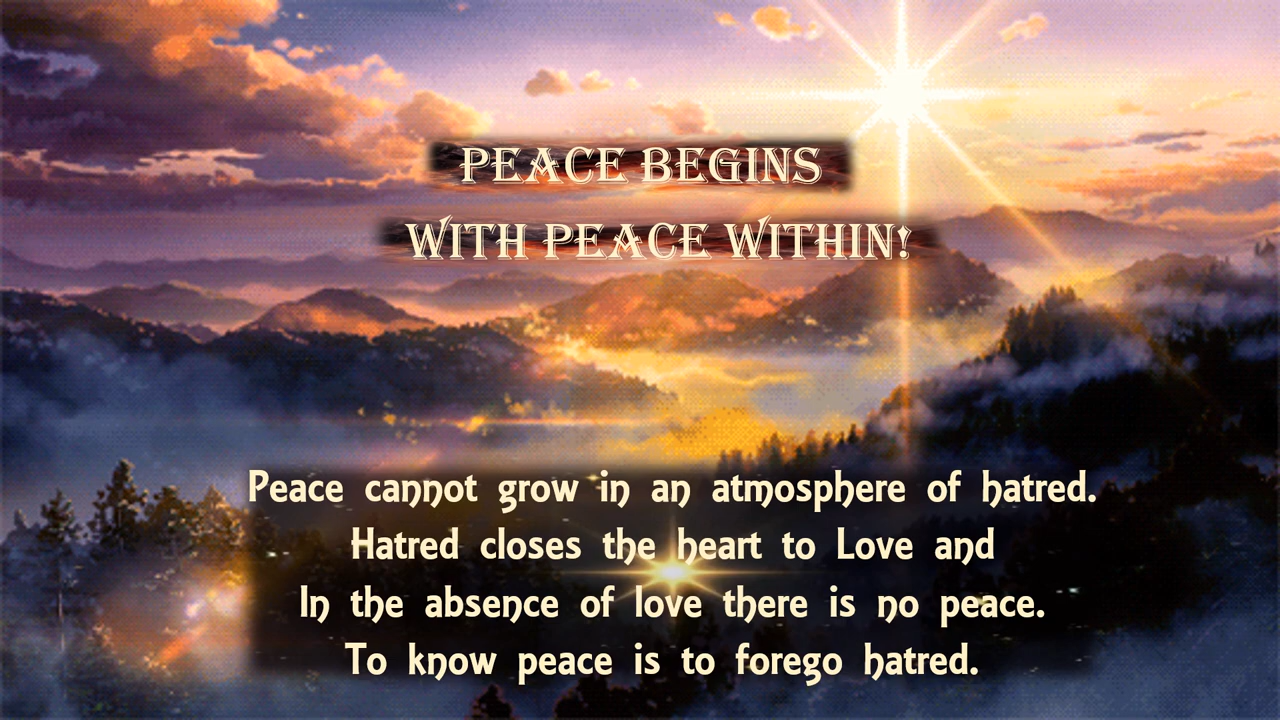 PEACE BEGINS
WITH PEACE WITHIN!
Peace cannot grow in an atmosphere of hatred.
Hatred closes the heart to Love and
In the absence of love there is no peace.
To know peace is to forego hatred.